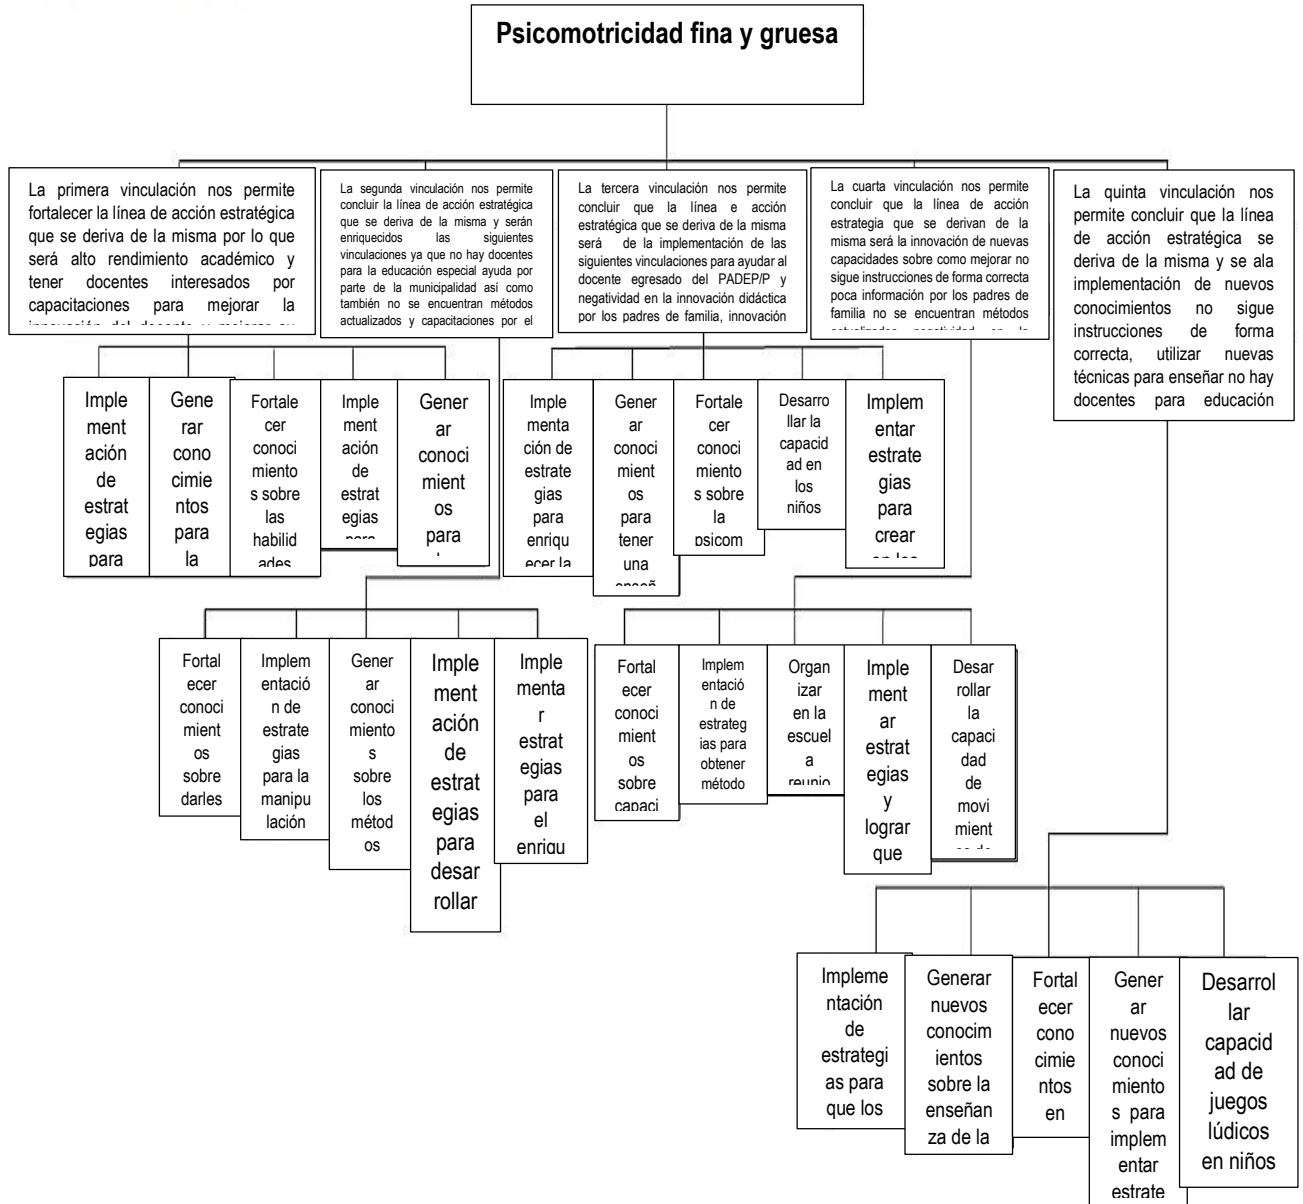 Psicomotricidad fina y gruesa
La primera vinculación nos permite
fortalecer la línea de acción estratégica
que se deriva de la misma por lo que
será alto rendimiento académico y
tener docentes interesados por
capacitaciones para mejorar la
La segunda vinculación nos permite
concluir la línea de acción estratégica
que se deriva de la misma y serán
enriquecidos las siguientes
vinculaciones ya que no hay docentes
para la educación especial ayuda por
parte de la municipalidad así como
también no se encuentran métodos
actualizados y capacitaciones por el
La tercera vinculación nos permite
concluir que la línea e acción
estratégica que se deriva de la misma
será de la implementación de las
siguientes vinculaciones para ayudar al
docente egresado del PADEP/P y
negatividad en la innovación didáctica
por los padres de familia, innovación
La cuarta vinculación nos permite
concluir que la línea de acción
estrategia que se derivan de la
misma será la innovación de nuevas
capacidades sobre como mejorar no
sigue instrucciones de forma correcta
poca información por los padres de
familia no se encuentran métodos
La quinta vinculación nos
permite concluir que la línea
de acción estratégica se
deriva de la misma y se ala
implementación de nuevos
conocimientos no sigue
instrucciones de forma
correcta, utilizar nuevas
técnicas para enseñar no hay
docentes para educación
Imple
ment
ación
de
estrat
egias
para
Gene
rar
cono
cimie
ntos
para
la
Fortale
cer
conoci
miento
s sobre
las
habilid
ades
Imple
ment
ación
de
estrat
egias
para
Gener
ar
conoci
mient
os
para
Imple
menta
ción de
estrate
gias
para
enriqu
ecer la
Gener
ar
conoci
mient
os
para
tener
una
Fortale
cer
conoci
miento
s sobre
la
psicom
Desarro
llar la
capacid
ad en
los
niños
Implem
entar
estrate
gias
para
crear
Fortal
ecer
conoci
mient
os
sobre
darles
Implem
entació
n de
estrate
gias
para la
manipu
lación
Gener
ar
conoci
miento
s
sobre
los
métod
os
Imple
ment
ación
de
estrat
egias
para
desar
rollar
Imple
menta
r
estrat
egias
para
el
enriqu
Fortal
ecer
conoci
mient
os
sobre
capaci
Implem
entació
n de
estrateg
ias para
obtener
método
Organ
izar
en la
escuel
a
reunio
Imple
ment
ar
estrat
egias
y
lograr
que
Desar
rollar
la
capaci
dad
de
movi
mient
Impleme
ntación
de
estrategi
as para
que los
Generar
nuevos
conocim
ientos
sobre la
enseñan
za de la
Fortal
ecer
cono
cimie
ntos
en
Gener
ar
nuevos
conoci
miento
s para
implem
entar
estrate
Desarrol
lar
capacid
ad de
juegos
lúdicos
en niños